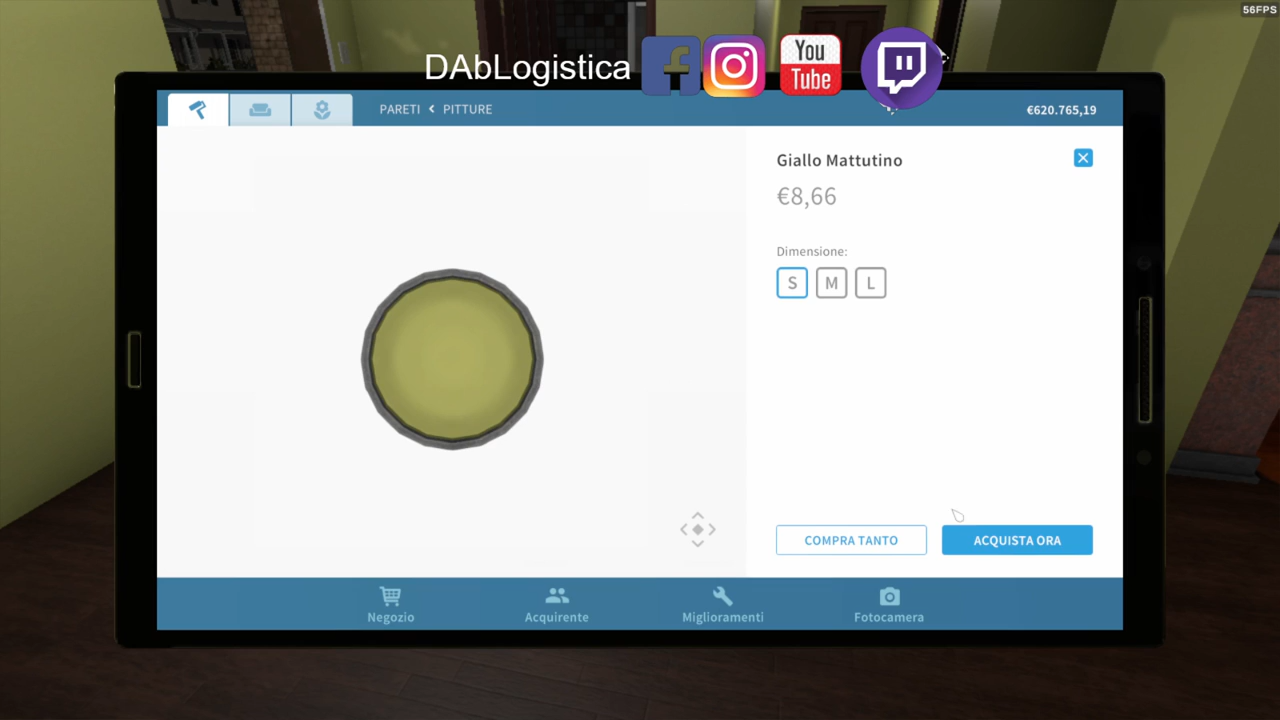 56FPS
DAbLogistica
You
Tube
PARETI < PITTURE
€620.765,19
Giallo Mattutino
€8,66
Dimensione:
S M L
COMPRA TANTO
ACQUISTA ORA
Negozio
Acquirente
Miglioramenti
Fotocamera